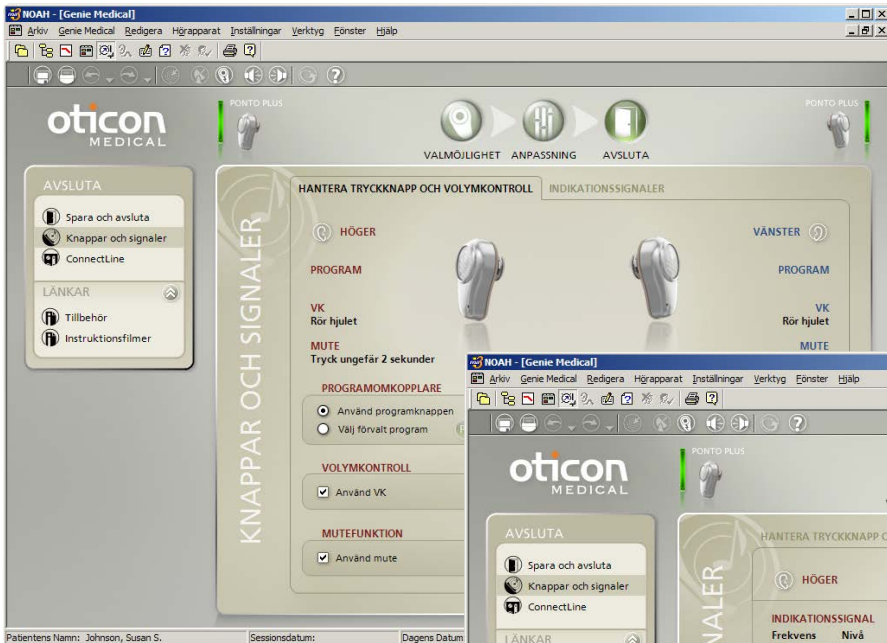 NOAH - [Genie Medical]
Arkiv Genie Medical Redigera Hörapparat Inställningar Verktyg Fönster Hjälp
oticon
MEDICAL
PONTO PLUS
VALMÖJLIGHET ANPASSNING AVSLUTA
PONTO PLUS
AVSLUTA
Spara och avsluta
Knappar och signaler
ConnectLine
LÄNKAR
Tillbehör
Instruktionsfilmer
KNAPPAR OCH SIGNALER
HANTERA TRYCKKNAPP OCH VOLYMKONTROLL INDIKATIONSSIGNALER
HÖGER
PROGRAM
VK
Rör hjulet
MUTE
Tryck ungefär 2 sekunder
VÄNSTER
PROGRAM
VK
Rör hjulet
MUTE
PROGRAMOMKOPPLARE
Använd programknappen
Välj förvalt program
VOLYMKONTROLL
Använd VK
MUTEFUNKTION
Använd mute
Patientens Namn: Johnson, Susan S. Sessionsdatum: Dagens Datum
NOAH - [Genie Medical]
Arkiv Genie Medical Redigera Hörapparat Inställningar Verktyg Fönster Hjälp
oticon
MEDICAL
PONTO PLUS
AVSLUTA
Spara och avsluta
Knappar och signaler
ConnectLine
LÄNKAR
NALER
HANTERA TRYCKKNAPP O
HÖGER
INDIKATIONSSIGNAL
Frekvens Nivå